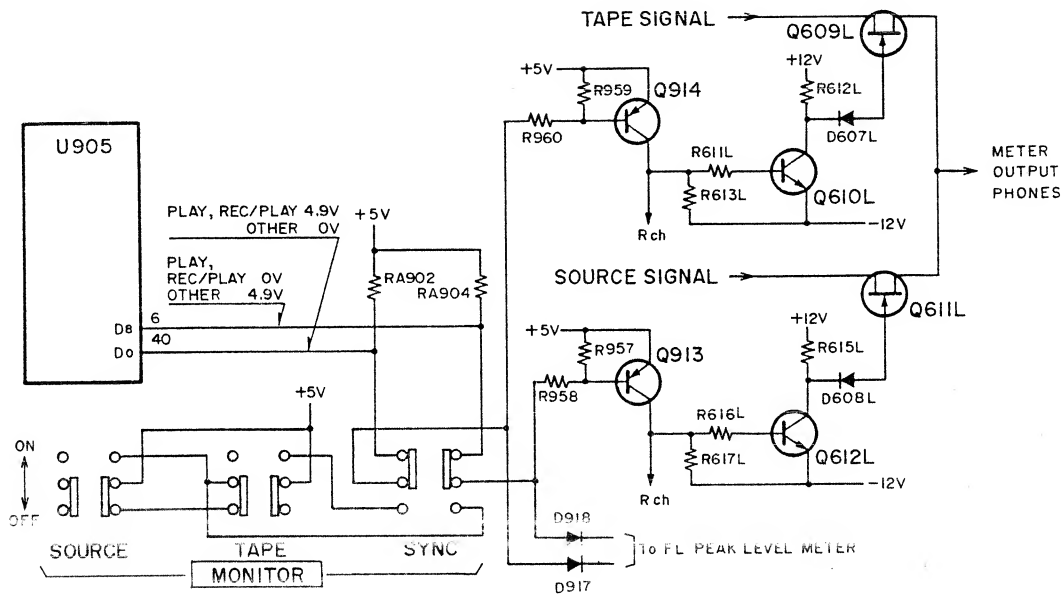 TAPE SIGNAL
Q609L
+12V
+5V
R959
Q914
R612L
R960
D607L
U905
R611L
METER
OUTPUT
PHONES
R613L
Q610L
PLAY, REC/PLAY 4.9V
OTHER 0V
+5V
-12V
Rch
PLAY,
REC/PLAY 0V
OTHER 4.9V
RA902
RA904
SOURCE SIGNAL
Q611L
D8 6
D0 40
+5V
R957
Q913
+12V
R615L
R958
D608L
+5V
R616L
ON
R617L
Q612L
OFF
Rch
-12V
D918
SOURCE TAPE SYNC
To FL PEAK LEVEL METER
MONITOR
D917